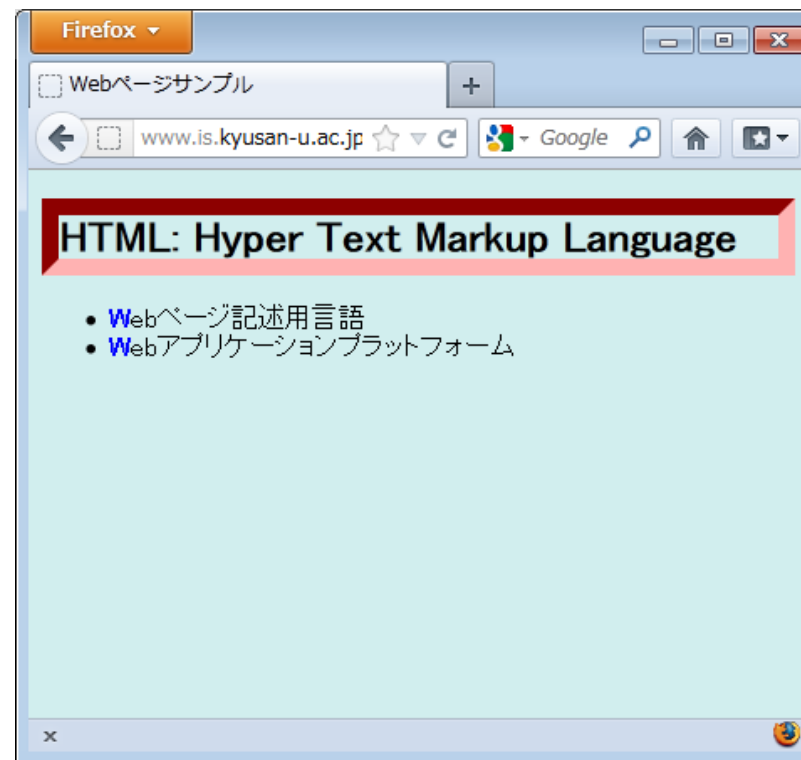 Firefox
Webページサンプル
www.is.kyusan-u.ac.jp
Google
HTML: Hyper Text Markup Language
• Webページ記述用言語
• Webアプリケーションプラットフォーム